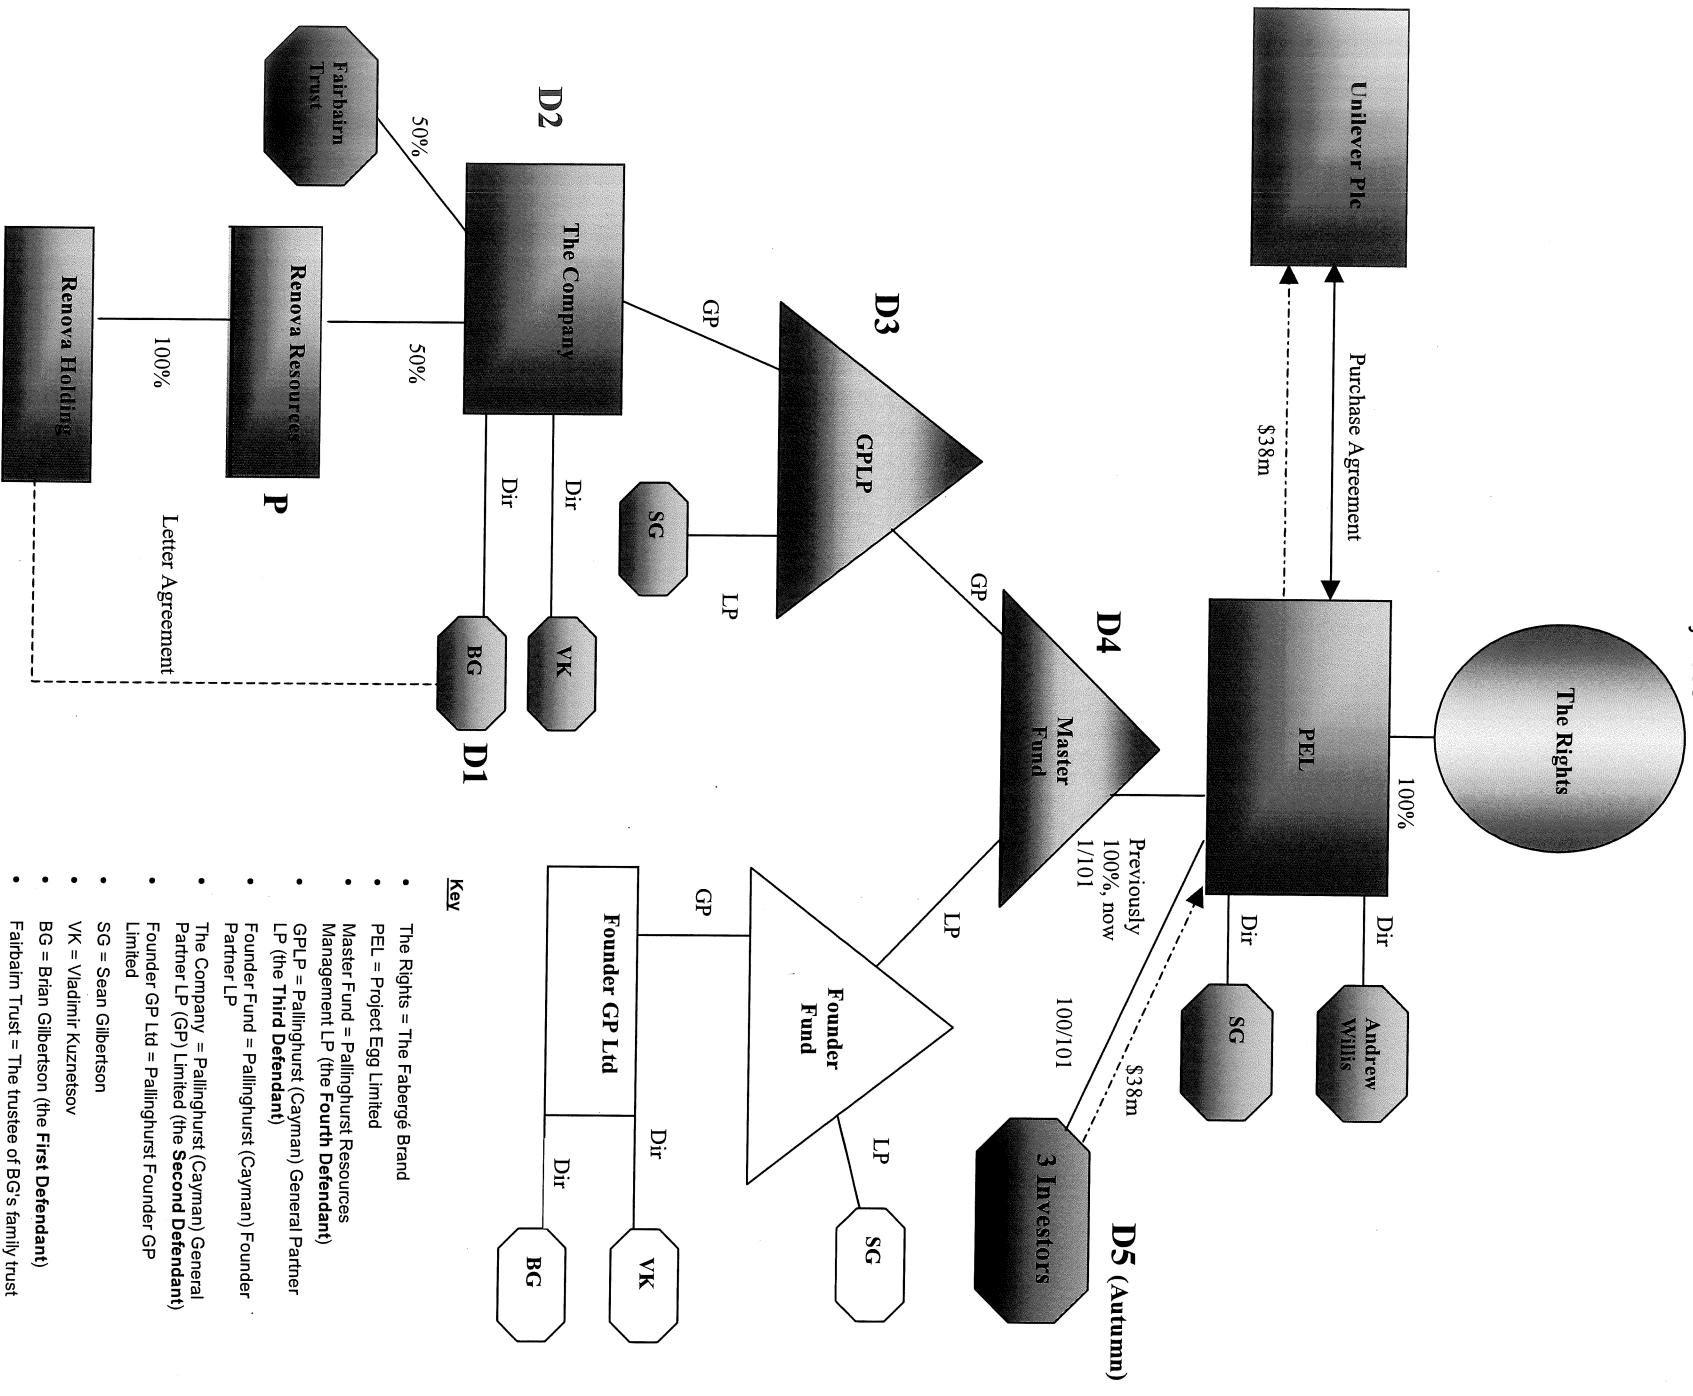 The Rights
100%
Unilever Plc
Purchase Agreement
$38m
PEL
Dir
Andrew
Willis
Dir
SG
Previously
100%, now
1/101
$38m
100/101
D5 (Autumn)
3 Investors
D4
Master
Fund
GP
LP
D3
GPLP
GP
LP
SG
Founder
Fund
LP
SG
GP
Founder GP Ltd
Dir
VK
Dir
BG
D2
The Company
Dir
VK
Dir
BG
D1
50%
Fairbairn
Trust
50%
Renova Resources
P
100%
Renova Holding
Letter Agreement
Key
• The Rights = The Fabergé Brand
• PEL = Project Egg Limited
• Master Fund = Pallinghurst Resources
Management LP (the Fourth Defendant)
• GPLP = Pallinghurst (Cayman) General Partner
LP (the Third Defendant)
• Founder Fund = Pallinghurst (Cayman) Founder
Partner LP
• The Company = Pallinghurst (Cayman) General
Partner LP (GP) Limited (the Second Defendant)
• Founder GP Ltd = Pallinghurst Founder GP
Limited
• SG = Sean Gilbertson
• VK = Vladimir Kuznetsov
• BG = Brian Gilbertson (the First Defendant)
• Fairbairn Trust = The trustee of BG's family trust